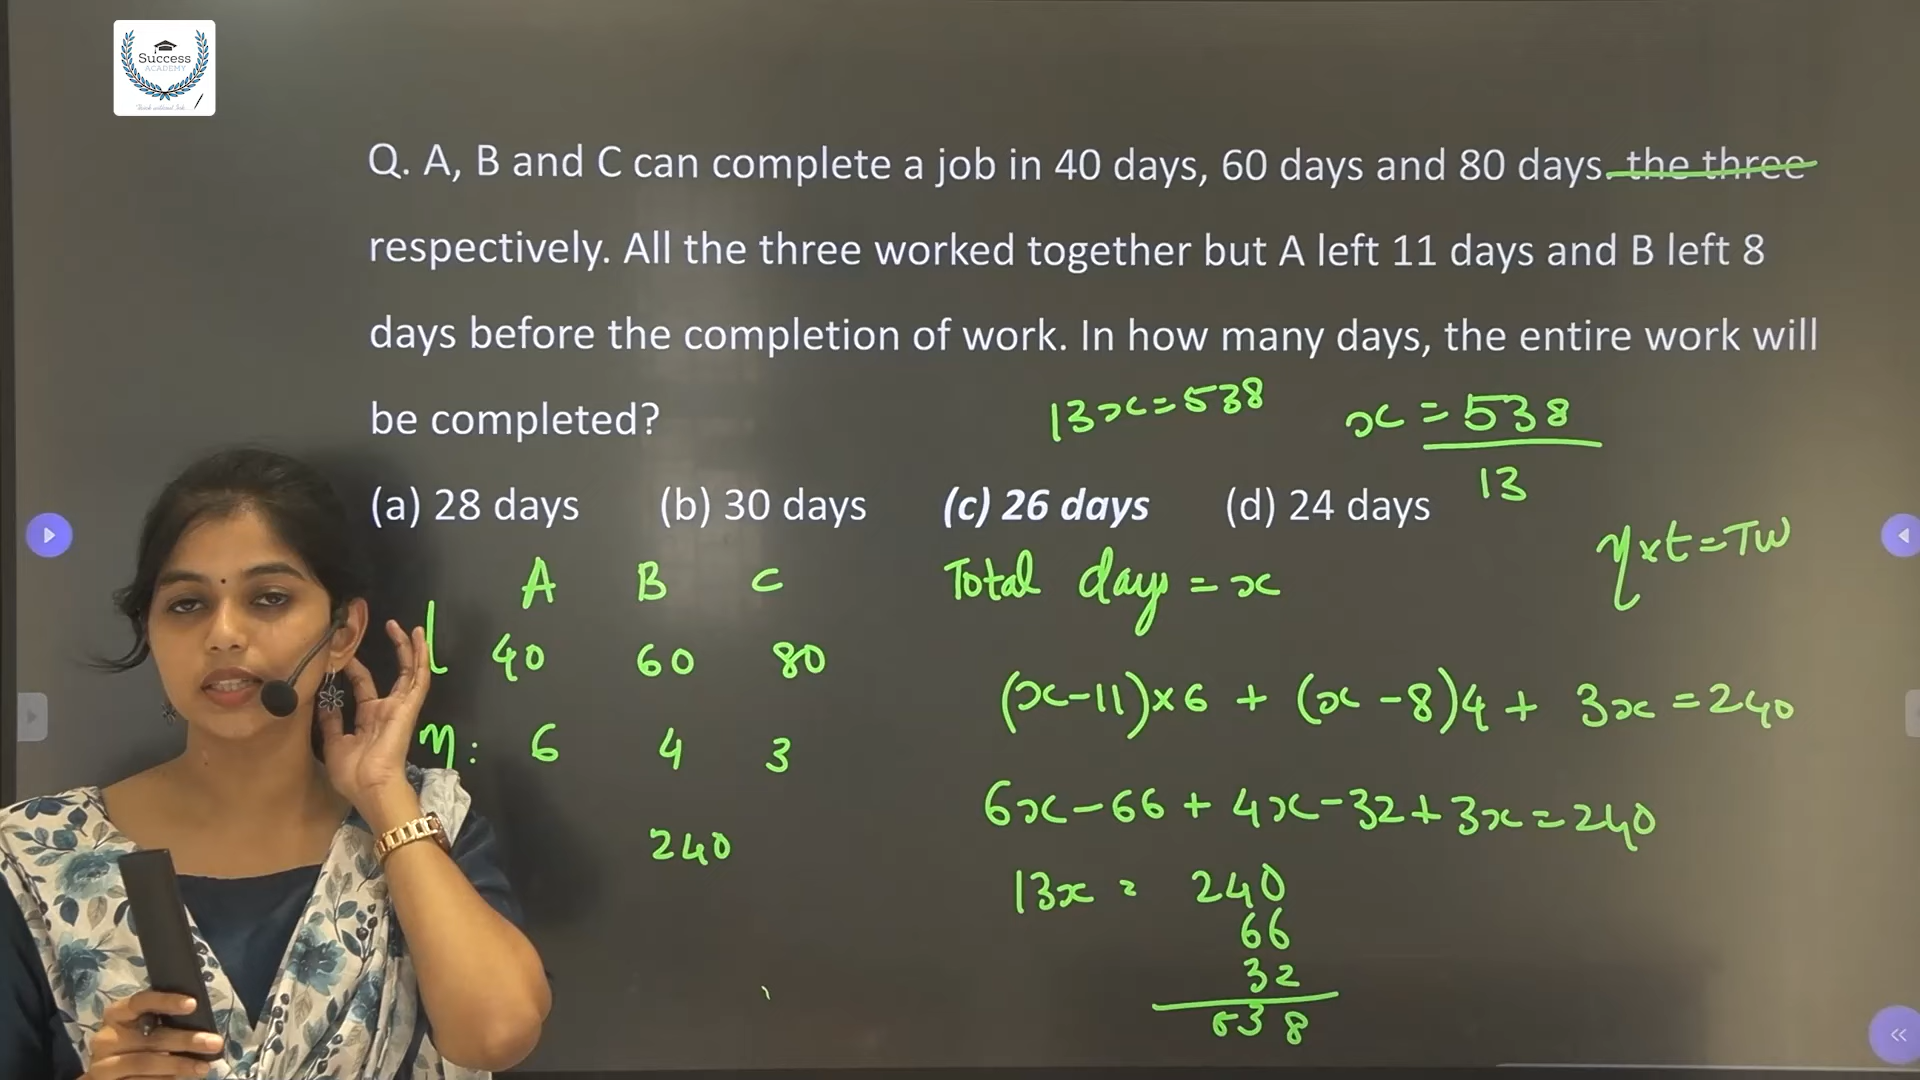 Success
ACADEMY
Q. A, B and C can complete a job in 40 days, 60 days and 80 days. the three
respectively. All the three worked together but A left 11 days and B left 8
days before the completion of work. In how many days, the entire work will
be completed?
13x=538
x = 538
13
(a) 28 days (b) 30 days (c) 26 days (d) 24 days
η×t=TW
A B C
Total days = x
t 40 60 80
(x-11)×6 + (x-8)4 + 3x = 240
η: 6 4 3
6x-66 + 4x-32+3x=240
240
13x = 240
66
32
538